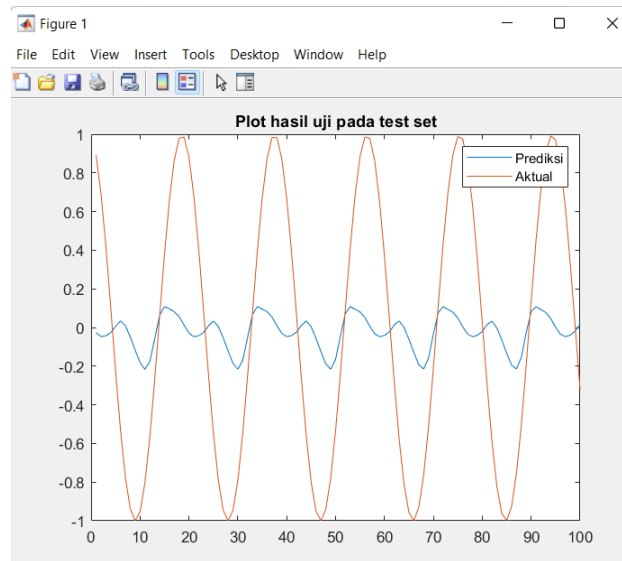 Figure 1
File Edit View Insert Tools Desktop Window Help
Plot hasil uji pada test set
Prediksi
Aktual
1
0.8
0.6
0.4
0.2
0
-0.2
-0.4
-0.6
-0.8
-1
0 10 20 30 40 50 60 70 80 90 100